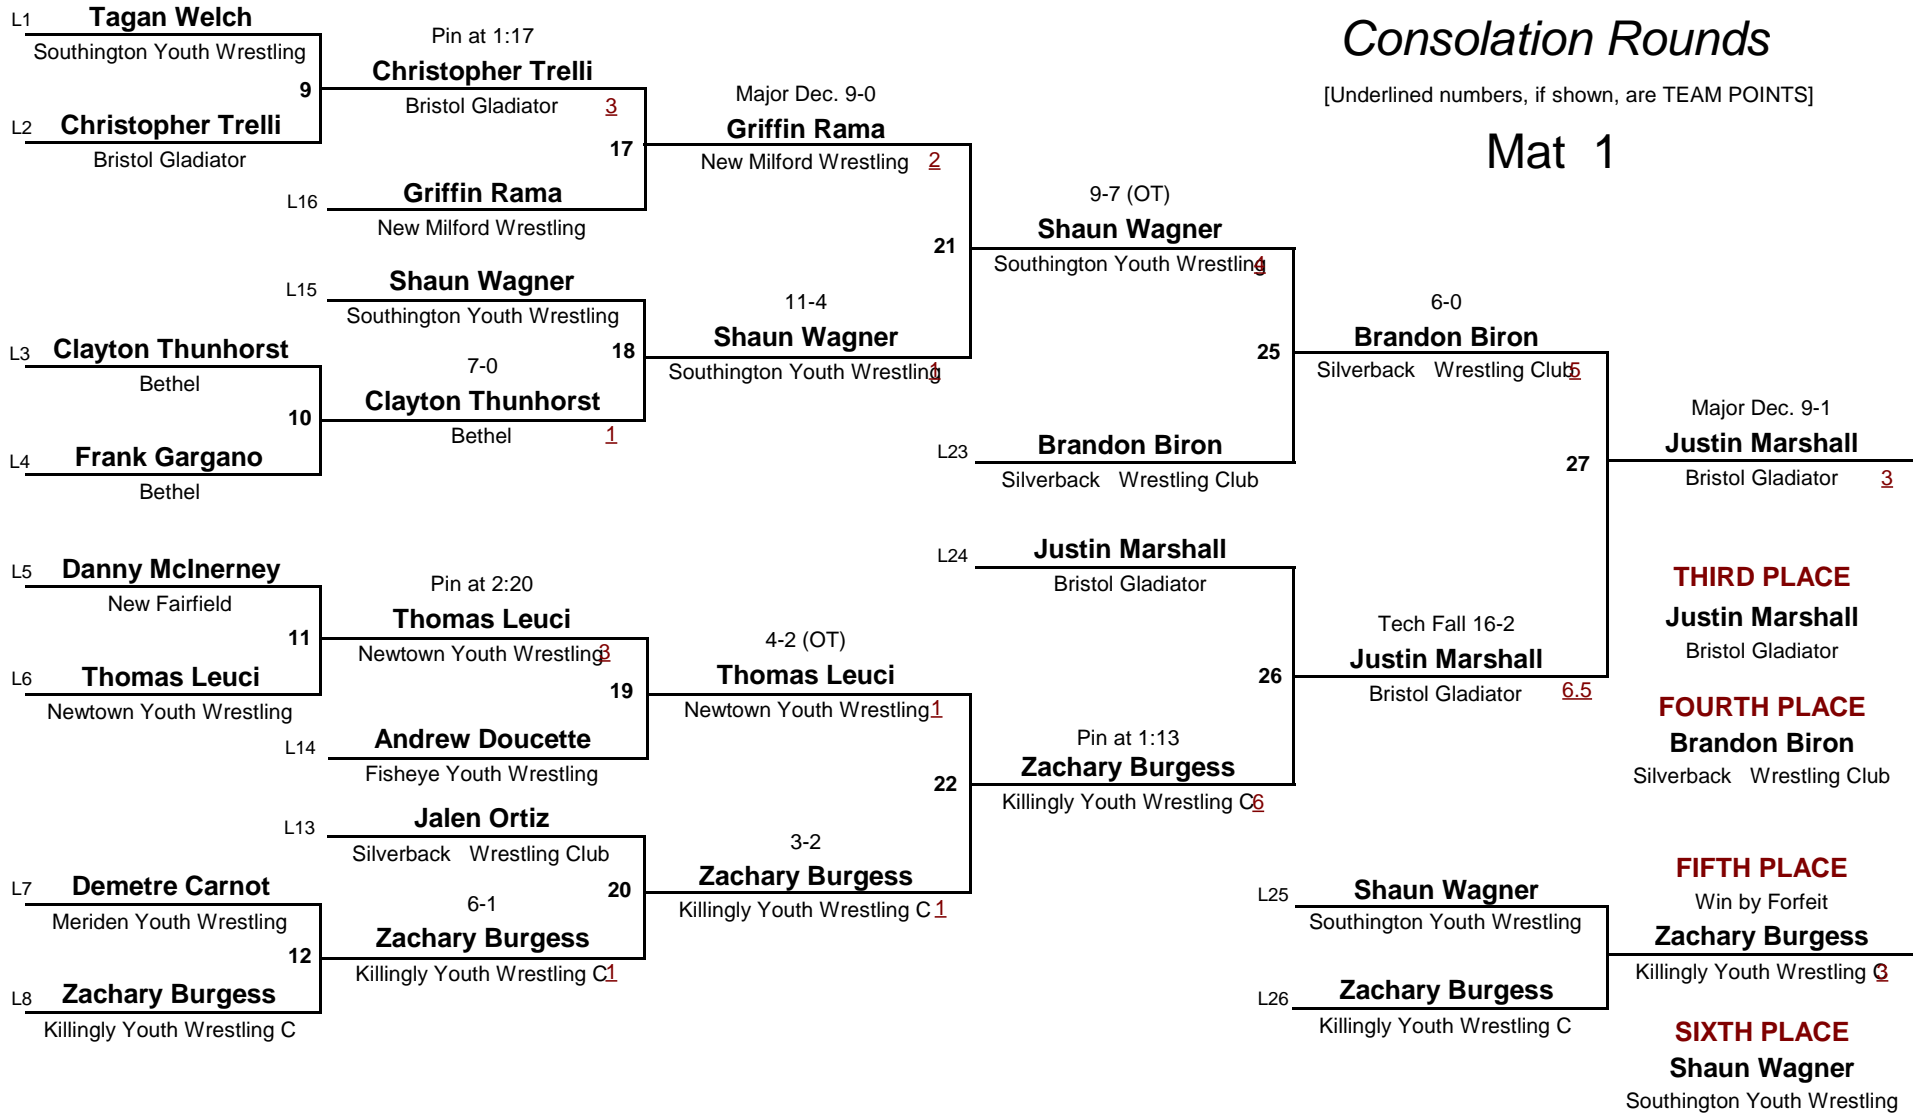 Consolation Rounds
[Underlined numbers, if shown, are TEAM POINTS]
Mat 1
L1 Tagan Welch
Southington Youth Wrestling
9
L2 Christopher Trelli
Bristol Gladiator
Pin at 1:17
Christopher Trelli
Bristol Gladiator 3
17
L16 Griffin Rama
New Milford Wrestling
Major Dec. 9-0
Griffin Rama
New Milford Wrestling 2
L15 Shaun Wagner
Southington Youth Wrestling
18
L3 Clayton Thunhorst
Bethel
10
L4 Frank Gargano
Bethel
7-0
Clayton Thunhorst
Bethel 1
11-4
Shaun Wagner
Southington Youth Wrestling 1
21
9-7 (OT)
Shaun Wagner
Southington Youth Wrestling 4
25
L23 Brandon Biron
Silverback Wrestling Club
6-0
Brandon Biron
Silverback Wrestling Club 5
27
Major Dec. 9-1
Justin Marshall
Bristol Gladiator 3
L5 Danny McInerney
New Fairfield
11
L6 Thomas Leuci
Newtown Youth Wrestling
Pin at 2:20
Thomas Leuci
Newtown Youth Wrestling 3
19
L14 Andrew Doucette
Fisheye Youth Wrestling
4-2 (OT)
Thomas Leuci
Newtown Youth Wrestling 1
22
L13 Jalen Ortiz
Silverback Wrestling Club
20
L7 Demetre Carnot
Meriden Youth Wrestling
12
L8 Zachary Burgess
Killingly Youth Wrestling C
6-1
Zachary Burgess
Killingly Youth Wrestling C 1
3-2
Zachary Burgess
Killingly Youth Wrestling C 1
L24 Justin Marshall
Bristol Gladiator
26
Pin at 1:13
Zachary Burgess
Killingly Youth Wrestling C 6
Tech Fall 16-2
Justin Marshall
Bristol Gladiator 6.5
THIRD PLACE
Justin Marshall
Bristol Gladiator
FOURTH PLACE
Brandon Biron
Silverback Wrestling Club
L25 Shaun Wagner
Southington Youth Wrestling
L26 Zachary Burgess
Killingly Youth Wrestling C
FIFTH PLACE
Win by Forfeit
Zachary Burgess
Killingly Youth Wrestling C 3
SIXTH PLACE
Shaun Wagner
Southington Youth Wrestling